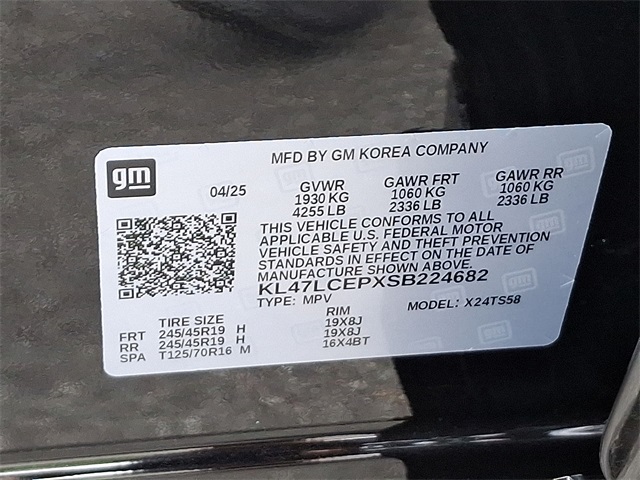 MFD BY GM KOREA COMPANY
gm
04/25
GVWR
1930 KG
4255 LB
GAWR FRT
1060 KG
2336 LB
GAWR RR
1060 KG
2336 LB
THIS VEHICLE CONFORMS TO ALL
APPLICABLE U.S. FEDERAL MOTOR
VEHICLE SAFETY AND THEFT PREVENTION
STANDARDS IN EFFECT ON THE DATE OF
MANUFACTURE SHOWN ABOVE.
KL47LCEPXSB224682
TYPE: MPV
MODEL: X24TS58
TIRE SIZE RIM
FRT 245/45R19 H 19X8J
RR 245/45R19 H 19X8J
SPA T125/70R16 M 16X4BT